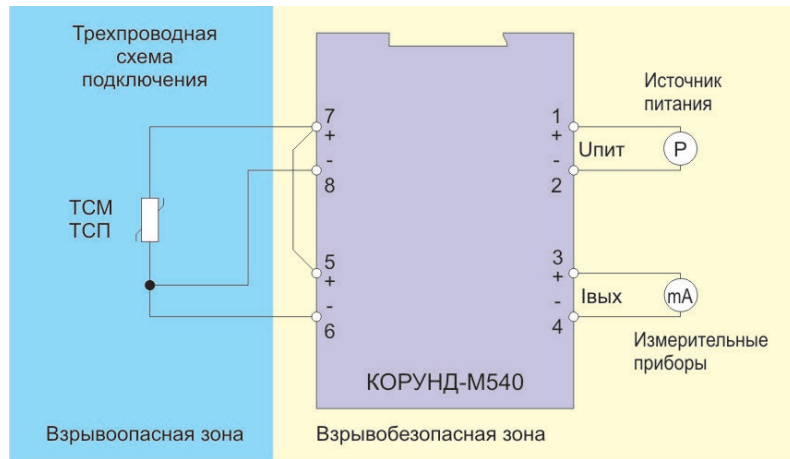 Трехпроводная
схема
подключения
ТСМ
ТСП
Взрывоопасная зона
7
+
-
8
5
+
-
6
1
+
Uпит
-
2
3
+
Iвых
-
4
КОРУНД-М540
Источник
питания
P
mA
Измерительные
приборы
Взрывобезопасная зона